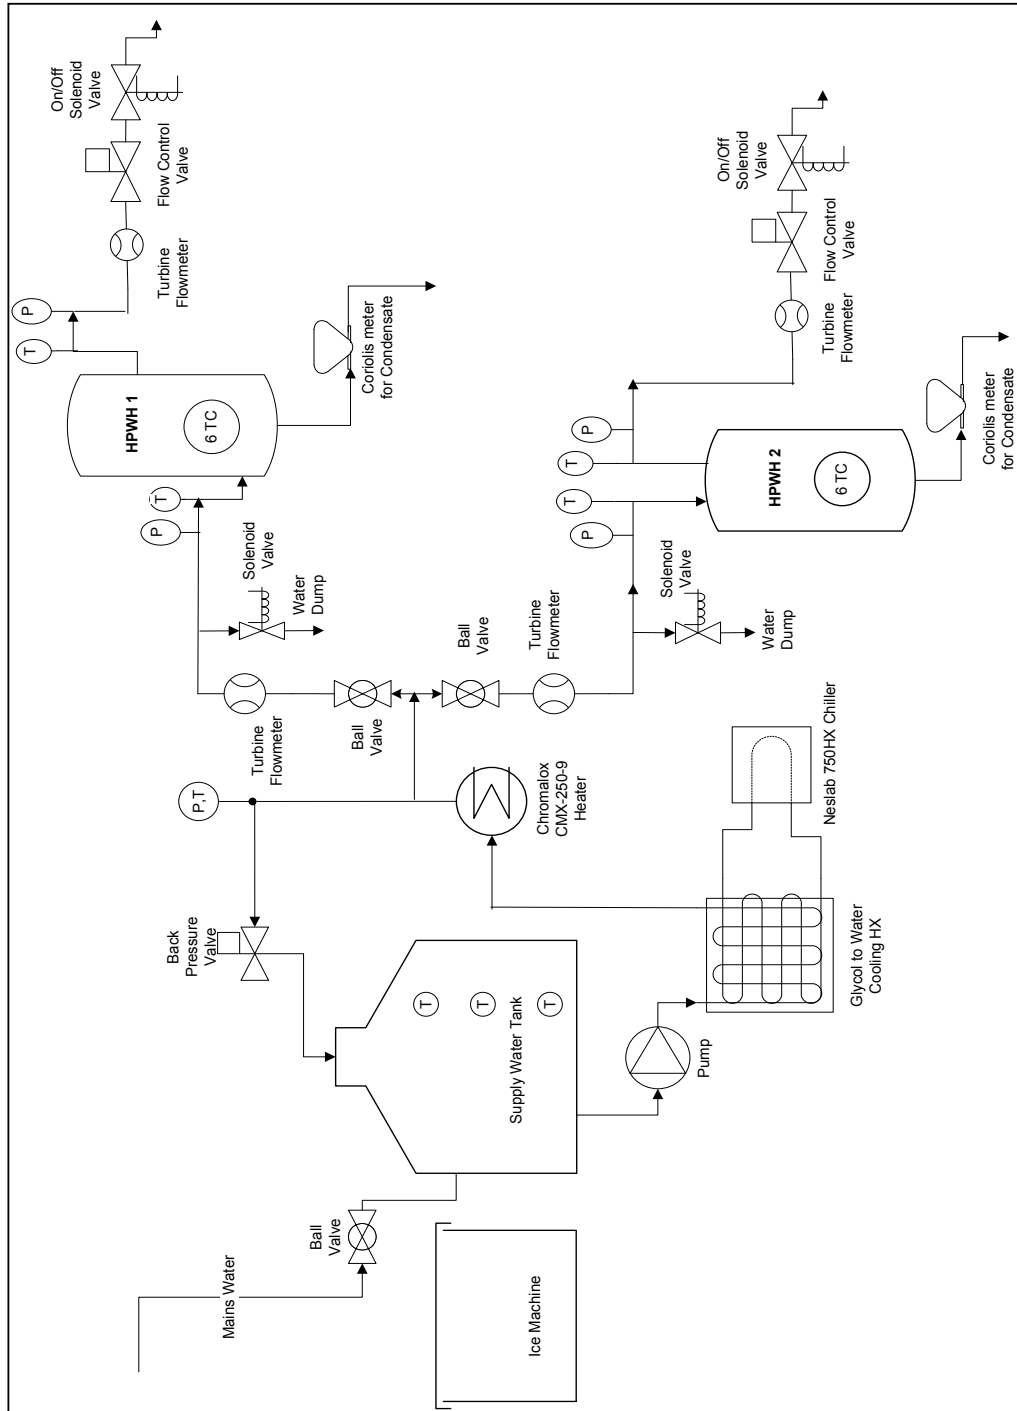 On/Off
Solenoid
Valve
Flow Control
Valve
Turbine
Flowmeter
P
T
HPWH 1
6 TC
Coriolis meter
for Condensate
T
P
Solenoid
Valve
Water
Dump
Turbine
Flowmeter
Ball
Valve
Ball
Valve
Turbine
Flowmeter
On/Off
Solenoid
Valve
Flow Control
Valve
Turbine
Flowmeter
P
T
T
P
HPWH 2
6 TC
Coriolis meter
for Condensate
Solenoid
Valve
Water
Dump
P,T
Chromalox
CMX-250-9
Heater
Neslab 750HX Chiller
Glycol to Water
Cooling HX
Back
Pressure
Valve
Supply Water Tank
T
T
T
Pump
Ball
Valve
Mains Water
Ice Machine